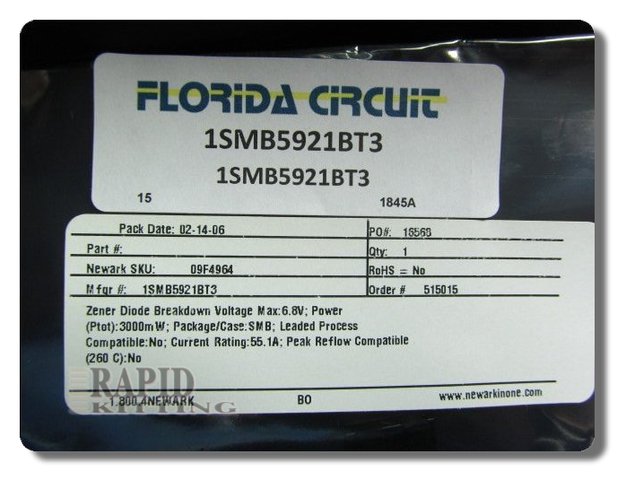 FLORIDA CIRCUIT
1SMB5921BT3
1SMB5921BT3
15 1845A
Pack Date: 02-14-06 PO#: 18568
Part #: Qty: 1
Newark SKU: 09F4964 RoHS = No
Mfgr #: 1SMB5921BT3 Order # 515015
Zener Diode Breakdown Voltage Max:6.8V; Power
(Ptot):3000mW; Package/Case:SMB; Leaded Process
Compatible:No; Current Rating:55.1A; Peak Reflow Compatible
(260 C):No
RAPID
KITTING
1.800.4NEWARK BO www.newarkinone.com